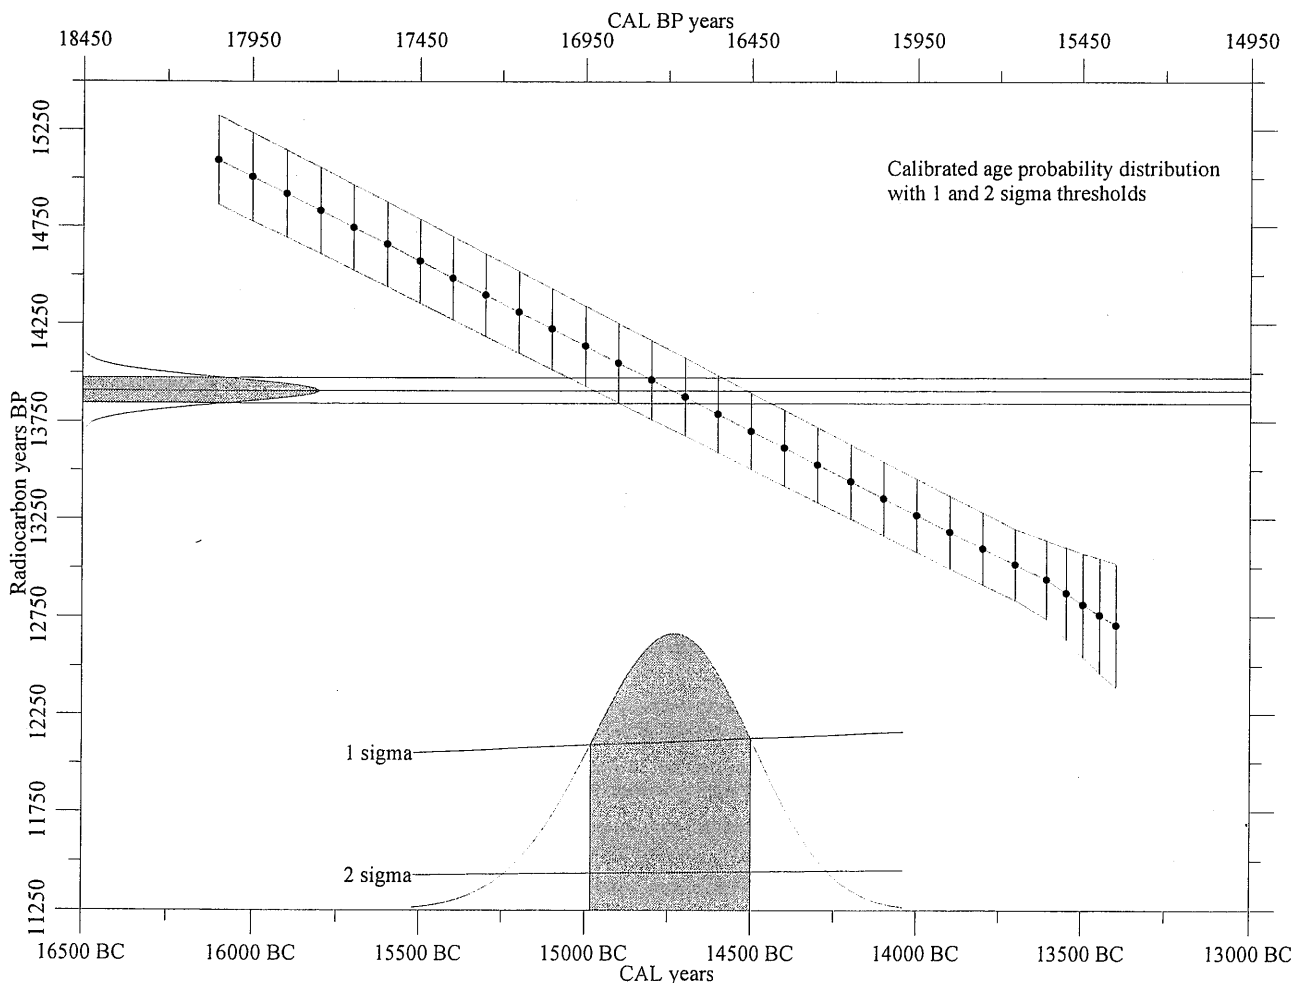 CAL BP years
18450 17950 17450 16950 16450 15950 15450 14950
Calibrated age probability distribution
with 1 and 2 sigma thresholds
Radiocarbon years BP
15250
14750
14250
13750
13250
12750
12250
11750
11250
1 sigma
2 sigma
16500 BC 16000 BC 15500 BC 15000 BC 14500 BC 14000 BC 13500 BC 13000 BC
CAL years